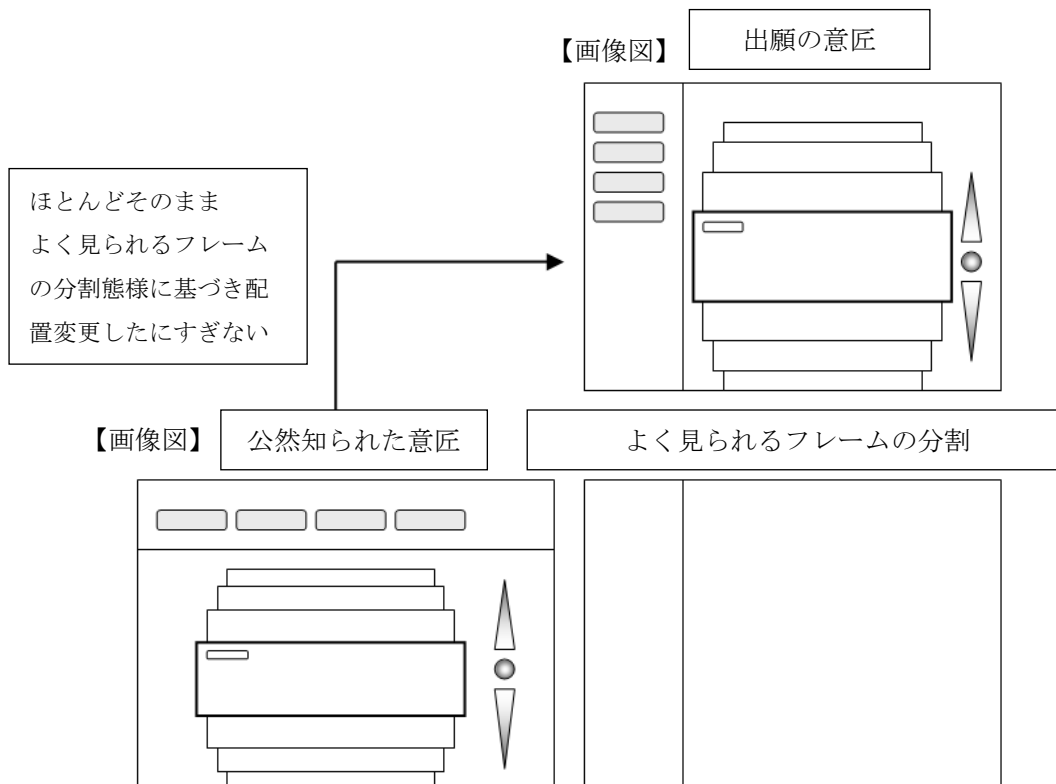 【画像図】
出願の意匠
ほとんどそのまま
よく見られるフレーム
の分割態様に基づき配
置変更したにすぎない
【画像図】
公然知られた意匠
よく見られるフレームの分割